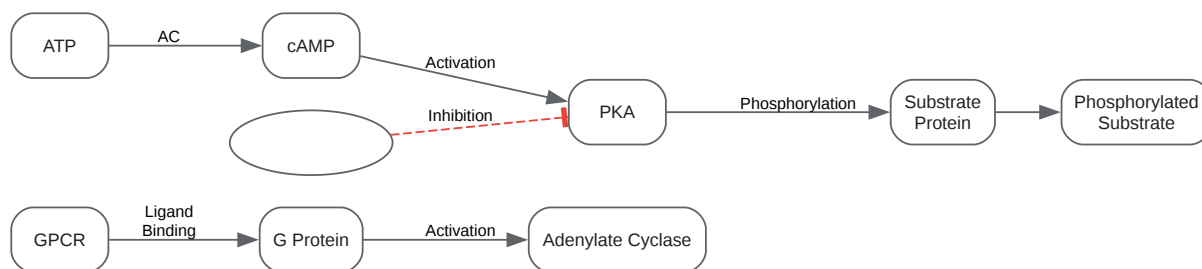 ATP
AC
cAMP
Activation
Inhibition
PKA
Phosphorylation
Substrate
Protein
Phosphorylated
Substrate
GPCR
Ligand
Binding
G Protein
Activation
Adenylate Cyclase